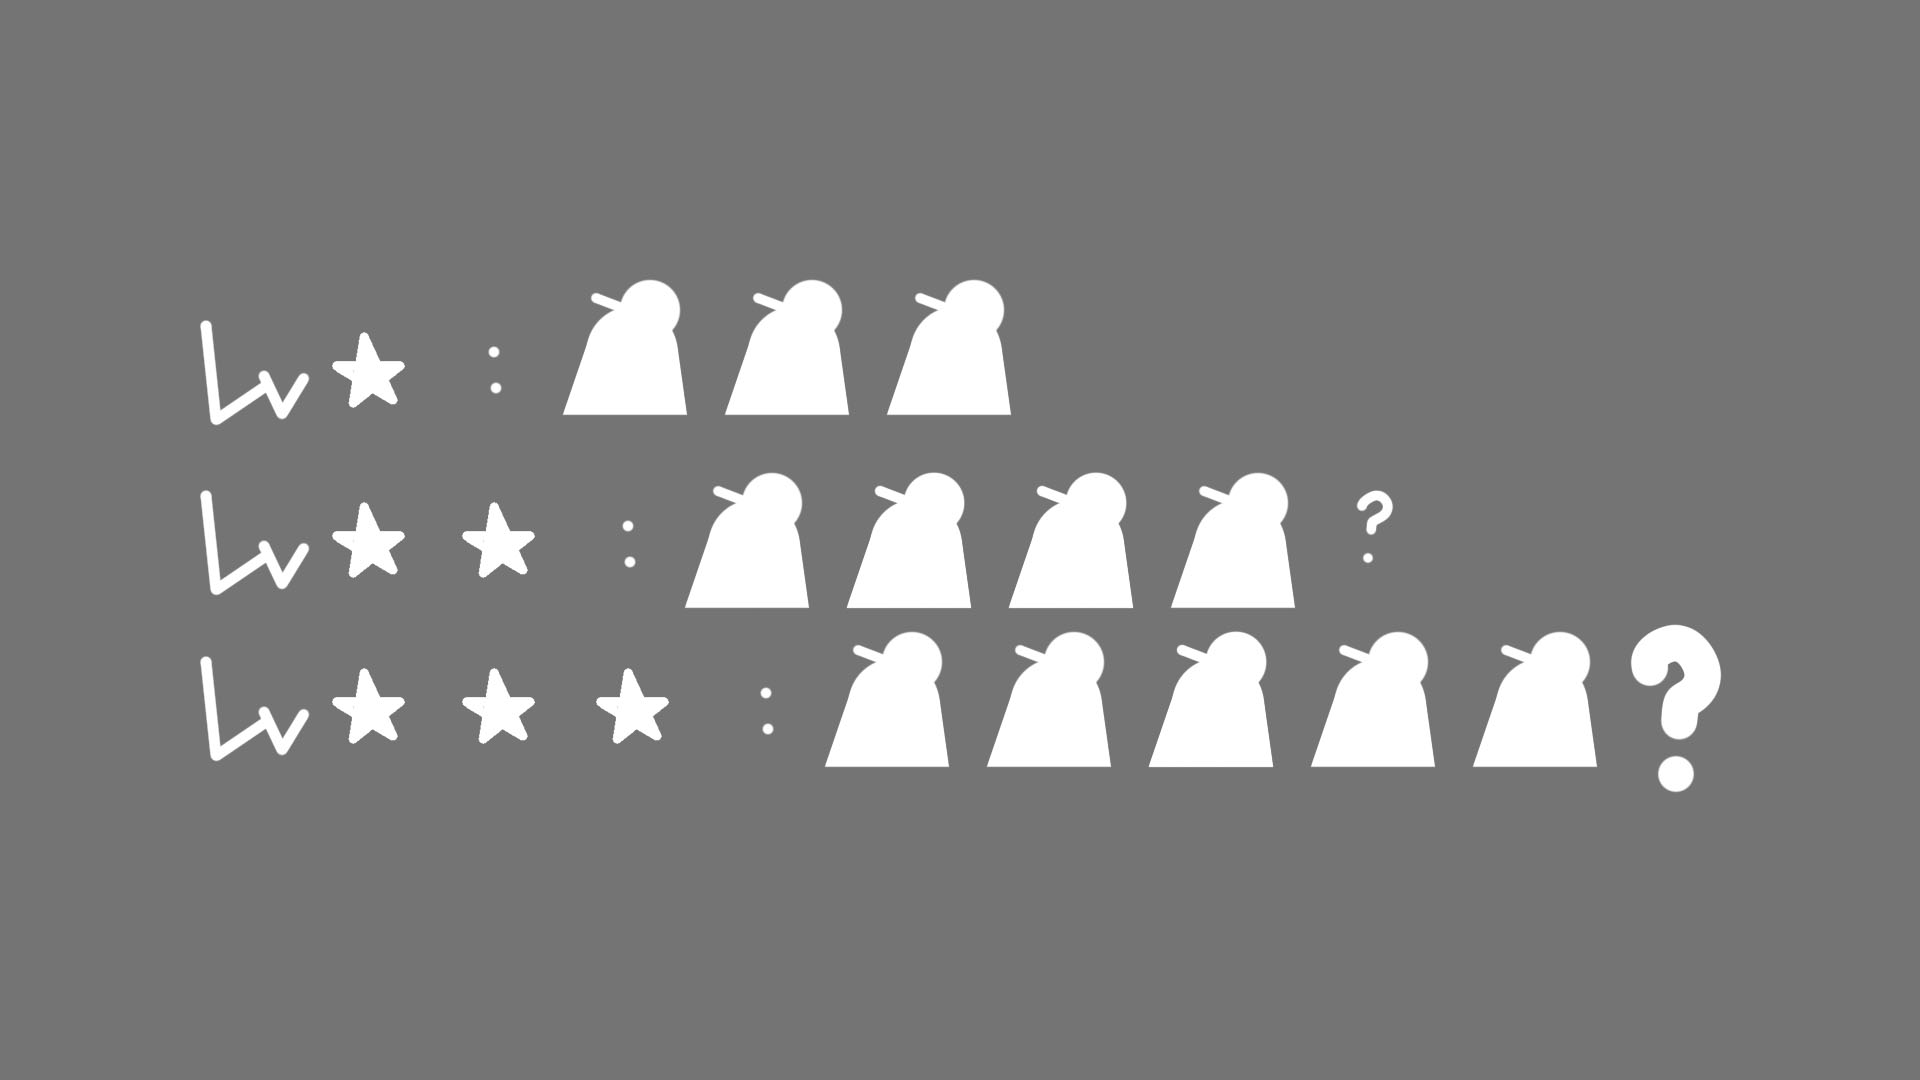 Lv ★ :
Lv ★ ★ : ?
Lv ★ ★ ★ : ?